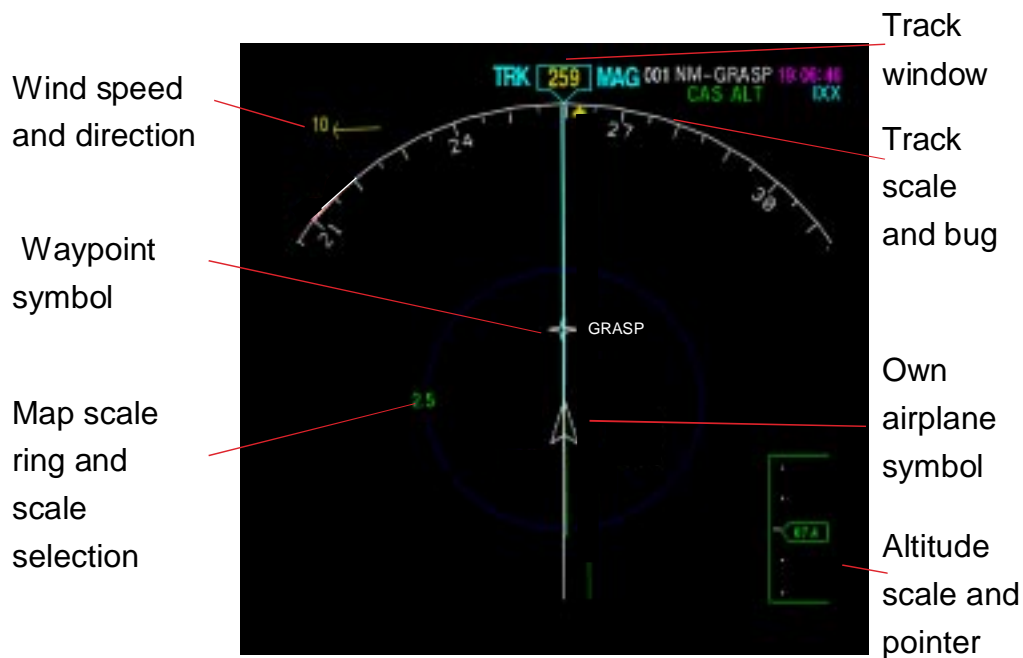 Track
window
Wind speed
and direction
TRK 259 MAG 001 NM-GRASP 19:06:46
CAS ALT IXX
10
21
24
27
30
Track
scale
and bug
Waypoint
symbol
GRASP
2.5
Map scale
ring and
scale
selection
Own
airplane
symbol
Altitude
scale and
pointer